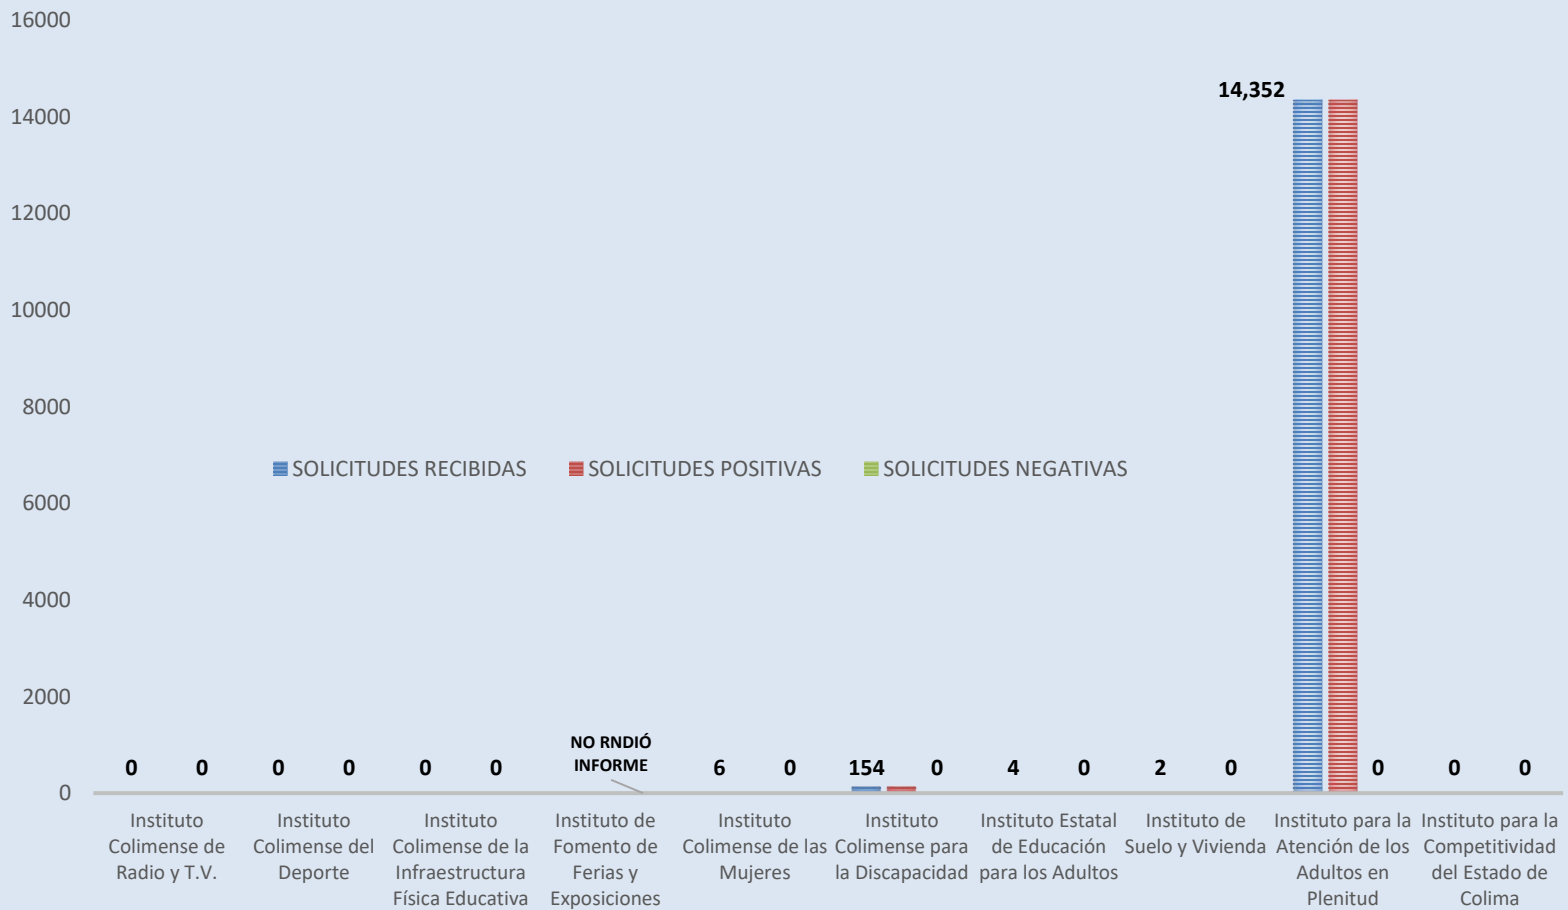 16000
14000
12000
10000
8000
6000
4000
2000
0
14,352
SOLICITUDES RECIBIDAS
SOLICITUDES POSITIVAS
SOLICITUDES NEGATIVAS
NO RNDIÓ
INFORME
0 0 0 0 0 0 6 0 154 0 4 0 2 0 0 0 0
Instituto
Colimense de
Radio y T.V.
Instituto
Colimense del
Deporte
Instituto
Colimense de la
Infraestructura
Física Educativa
Instituto de
Fomento de
Ferias y
Exposiciones
Instituto
Colimense de las
Mujeres
Instituto
Colimense para
la Discapacidad
Instituto Estatal
de Educación
para los Adultos
Instituto de
Suelo y Vivienda
Instituto para la
Atención de los
Adultos en
Plenitud
Instituto para la
Competitividad
del Estado de
Colima